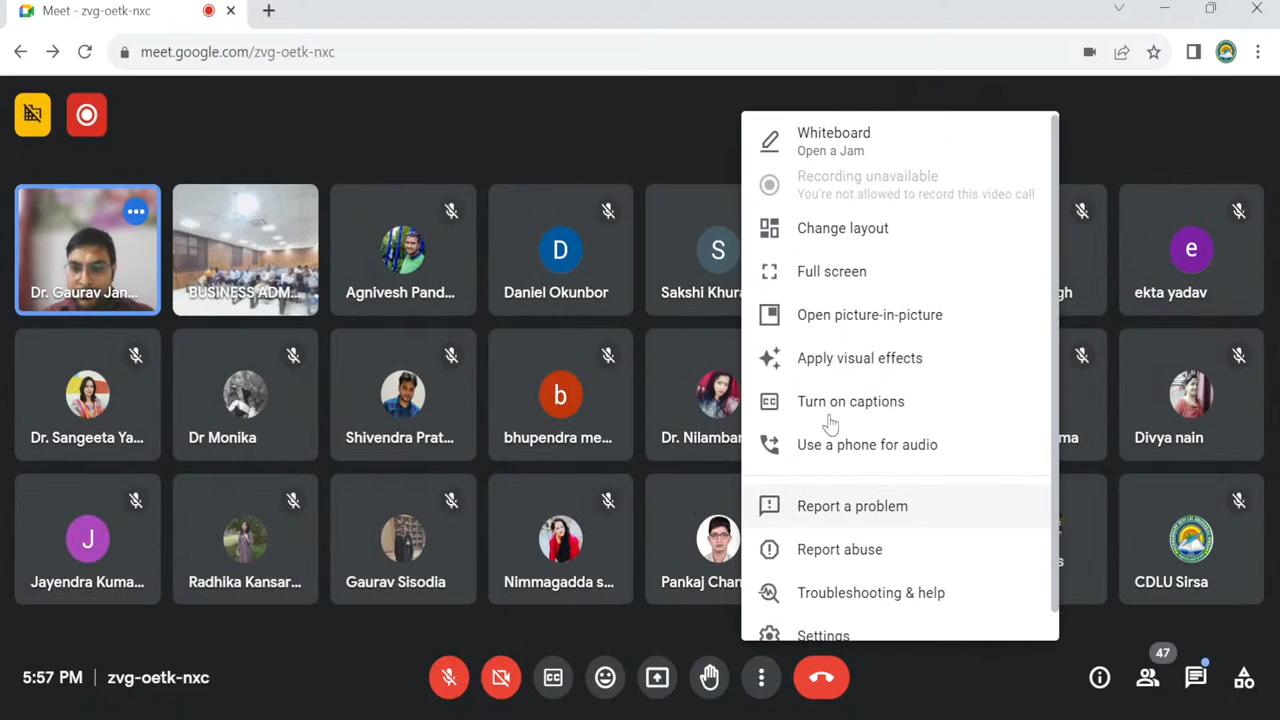 Meet - zvg-oetk-nxc
meet.google.com/zvg-oetk-nxc
Whiteboard
Open a Jam
Recording unavailable
You're not allowed to record this video call
Change layout
Full screen
Open picture-in-picture
Apply visual effects
Turn on captions
Use a phone for audio
Report a problem
Report abuse
Troubleshooting & help
Settings
Dr. Gaurav Jan...
BUSINESS ADM...
Agnivesh Pand...
D
Daniel Okunbor
S
Sakshi Khura
gh
e
ekta yadav
Dr. Sangeeta Ya...
Dr Monika
Shivendra Prat...
b
bhupendra me...
Dr. Nilamban
ma
Divya nain
J
Jayendra Kuma...
Radhika Kansar...
Gaurav Sisodia
Nimmagadda s...
Pankaj Chan
s
CDLU Sirsa
5:57 PM | zvg-oetk-nxc
47